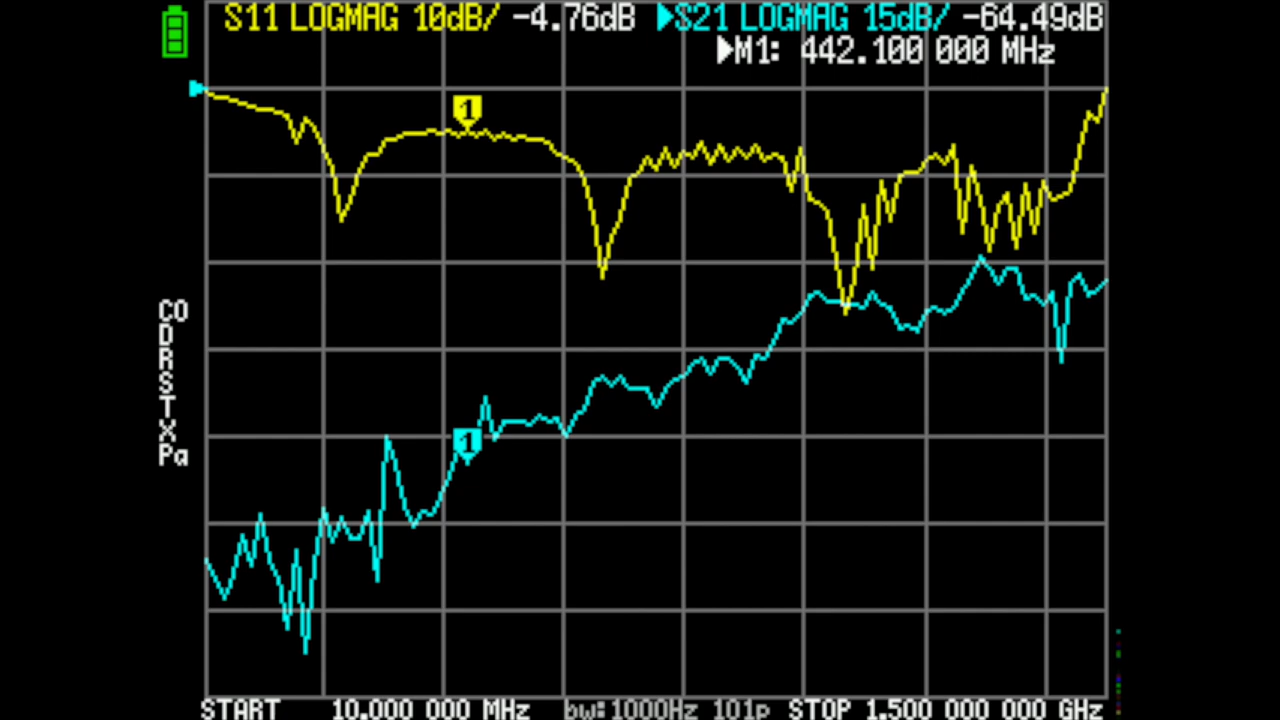 S11 LOGMAG 10dB/ -4.76dB S21 LOGMAG 15dB/ -64.49dB
M1: 442.100 000 MHz
1
1
C0
D
R
S
T
x
Pa
START 10.000 000 MHz bw:1000Hz 101p STOP 1.500 000 000 GHz